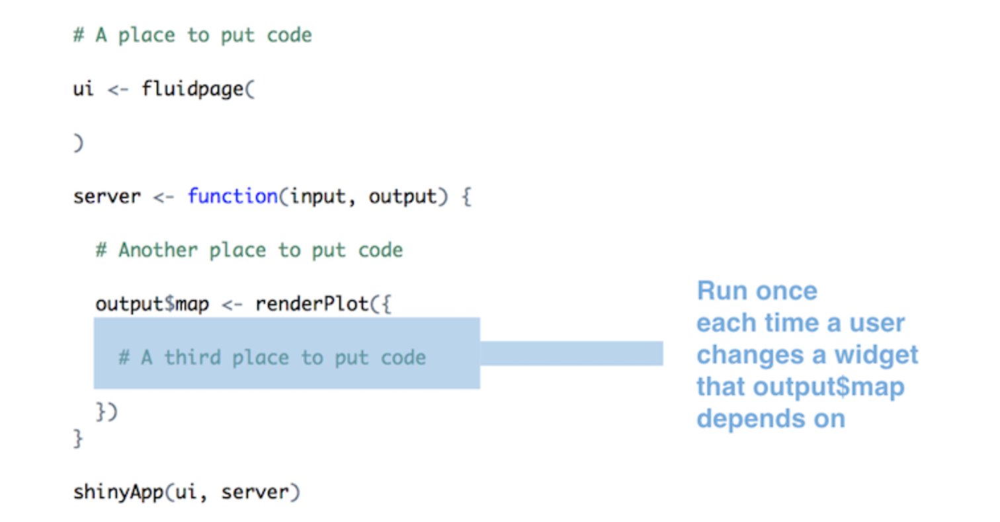 # A place to put code
ui <- fluidpage(
)
server <- function(input, output) {
# Another place to put code
output$map <- renderPlot({
# A third place to put code
})
}
shinyApp(ui, server)
Run once
each time a user
changes a widget
that output$map
depends on